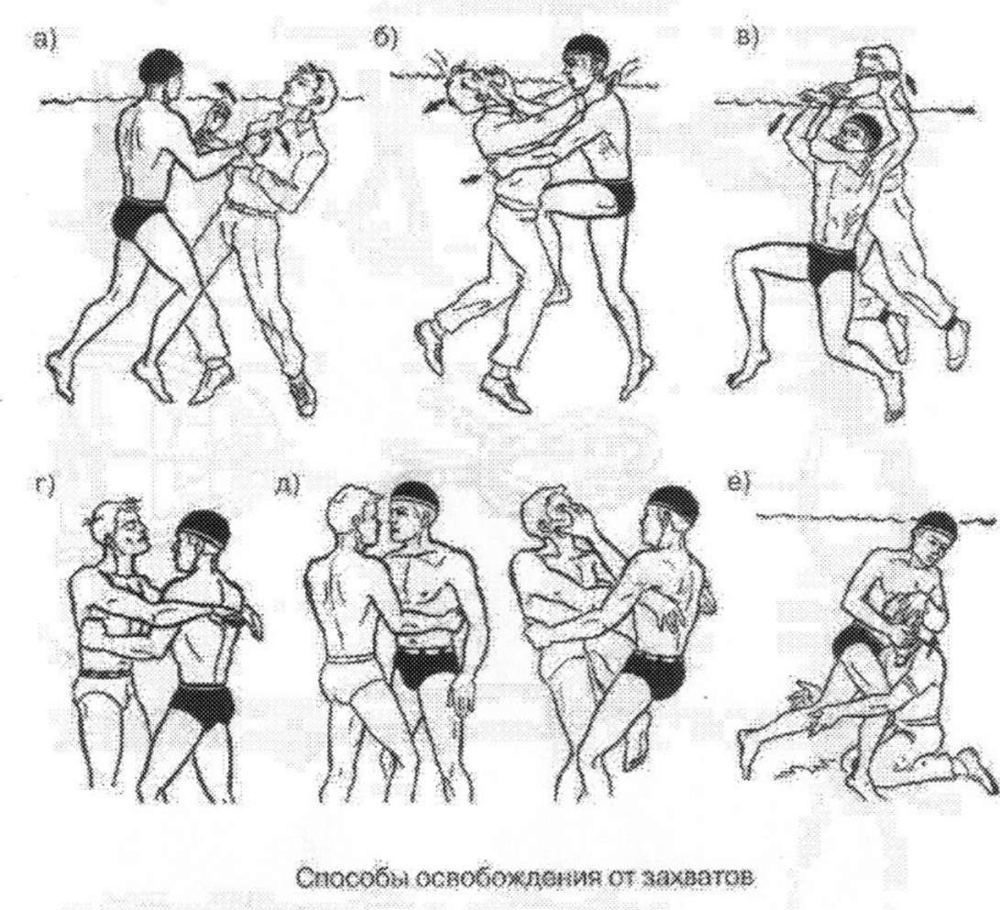 а)
б)
в)
г)
д)
е)
Способы освобождения от захватов